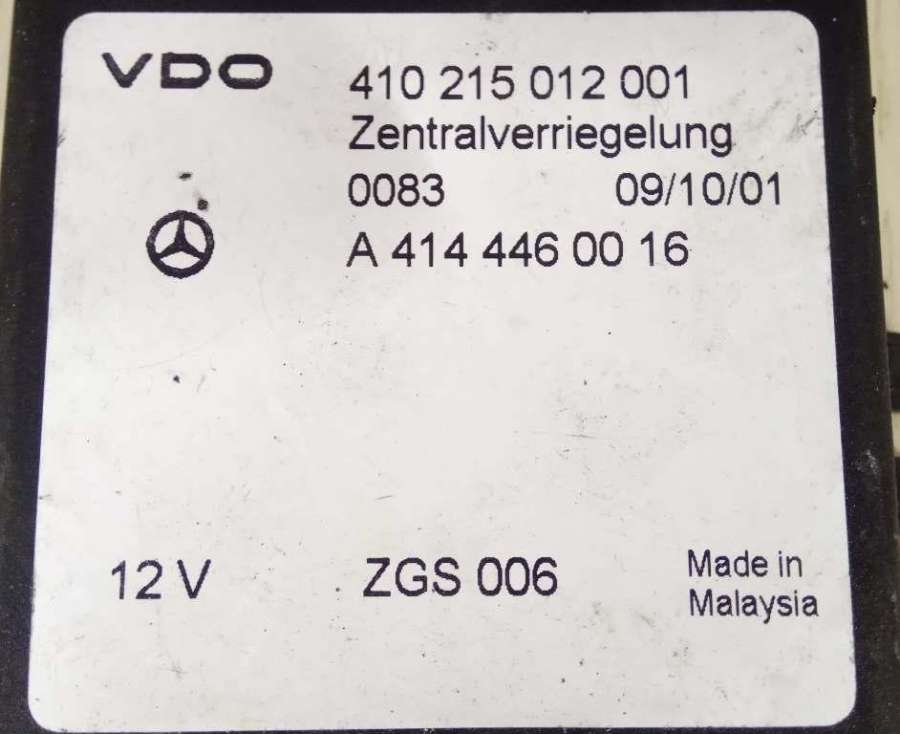 VDO
410 215 012 001
Zentralverriegelung
0083 09/10/01
A 414 446 00 16
12 V ZGS 006 Made in
Malaysia